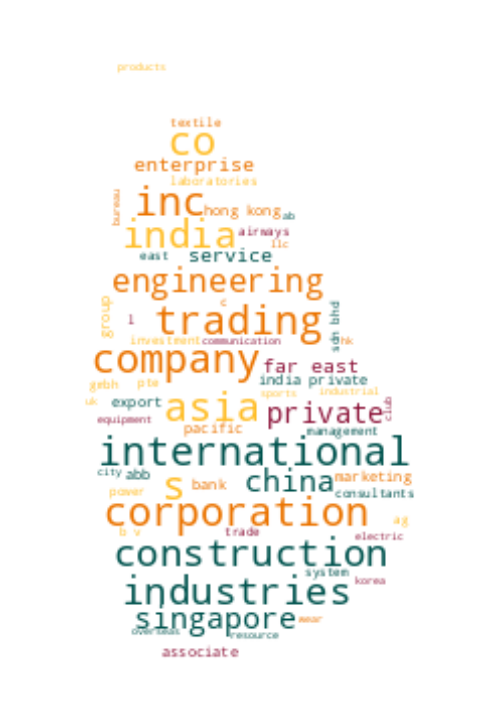 products
textile
co
enterprise
laboratories
bureau
inc hong kong ab
india airways
llc
east service
engineering
group
c
l trading sdn bhd
investment communication hk
company far east
gmbh pte india private
uk export asia sports industrial
private club
equipment
pacific management
international
city abb s bank china marketing
power consultants
corporation ag
b v trade electric
construction
system
industries korea
singapore wear
overseas resource
associate